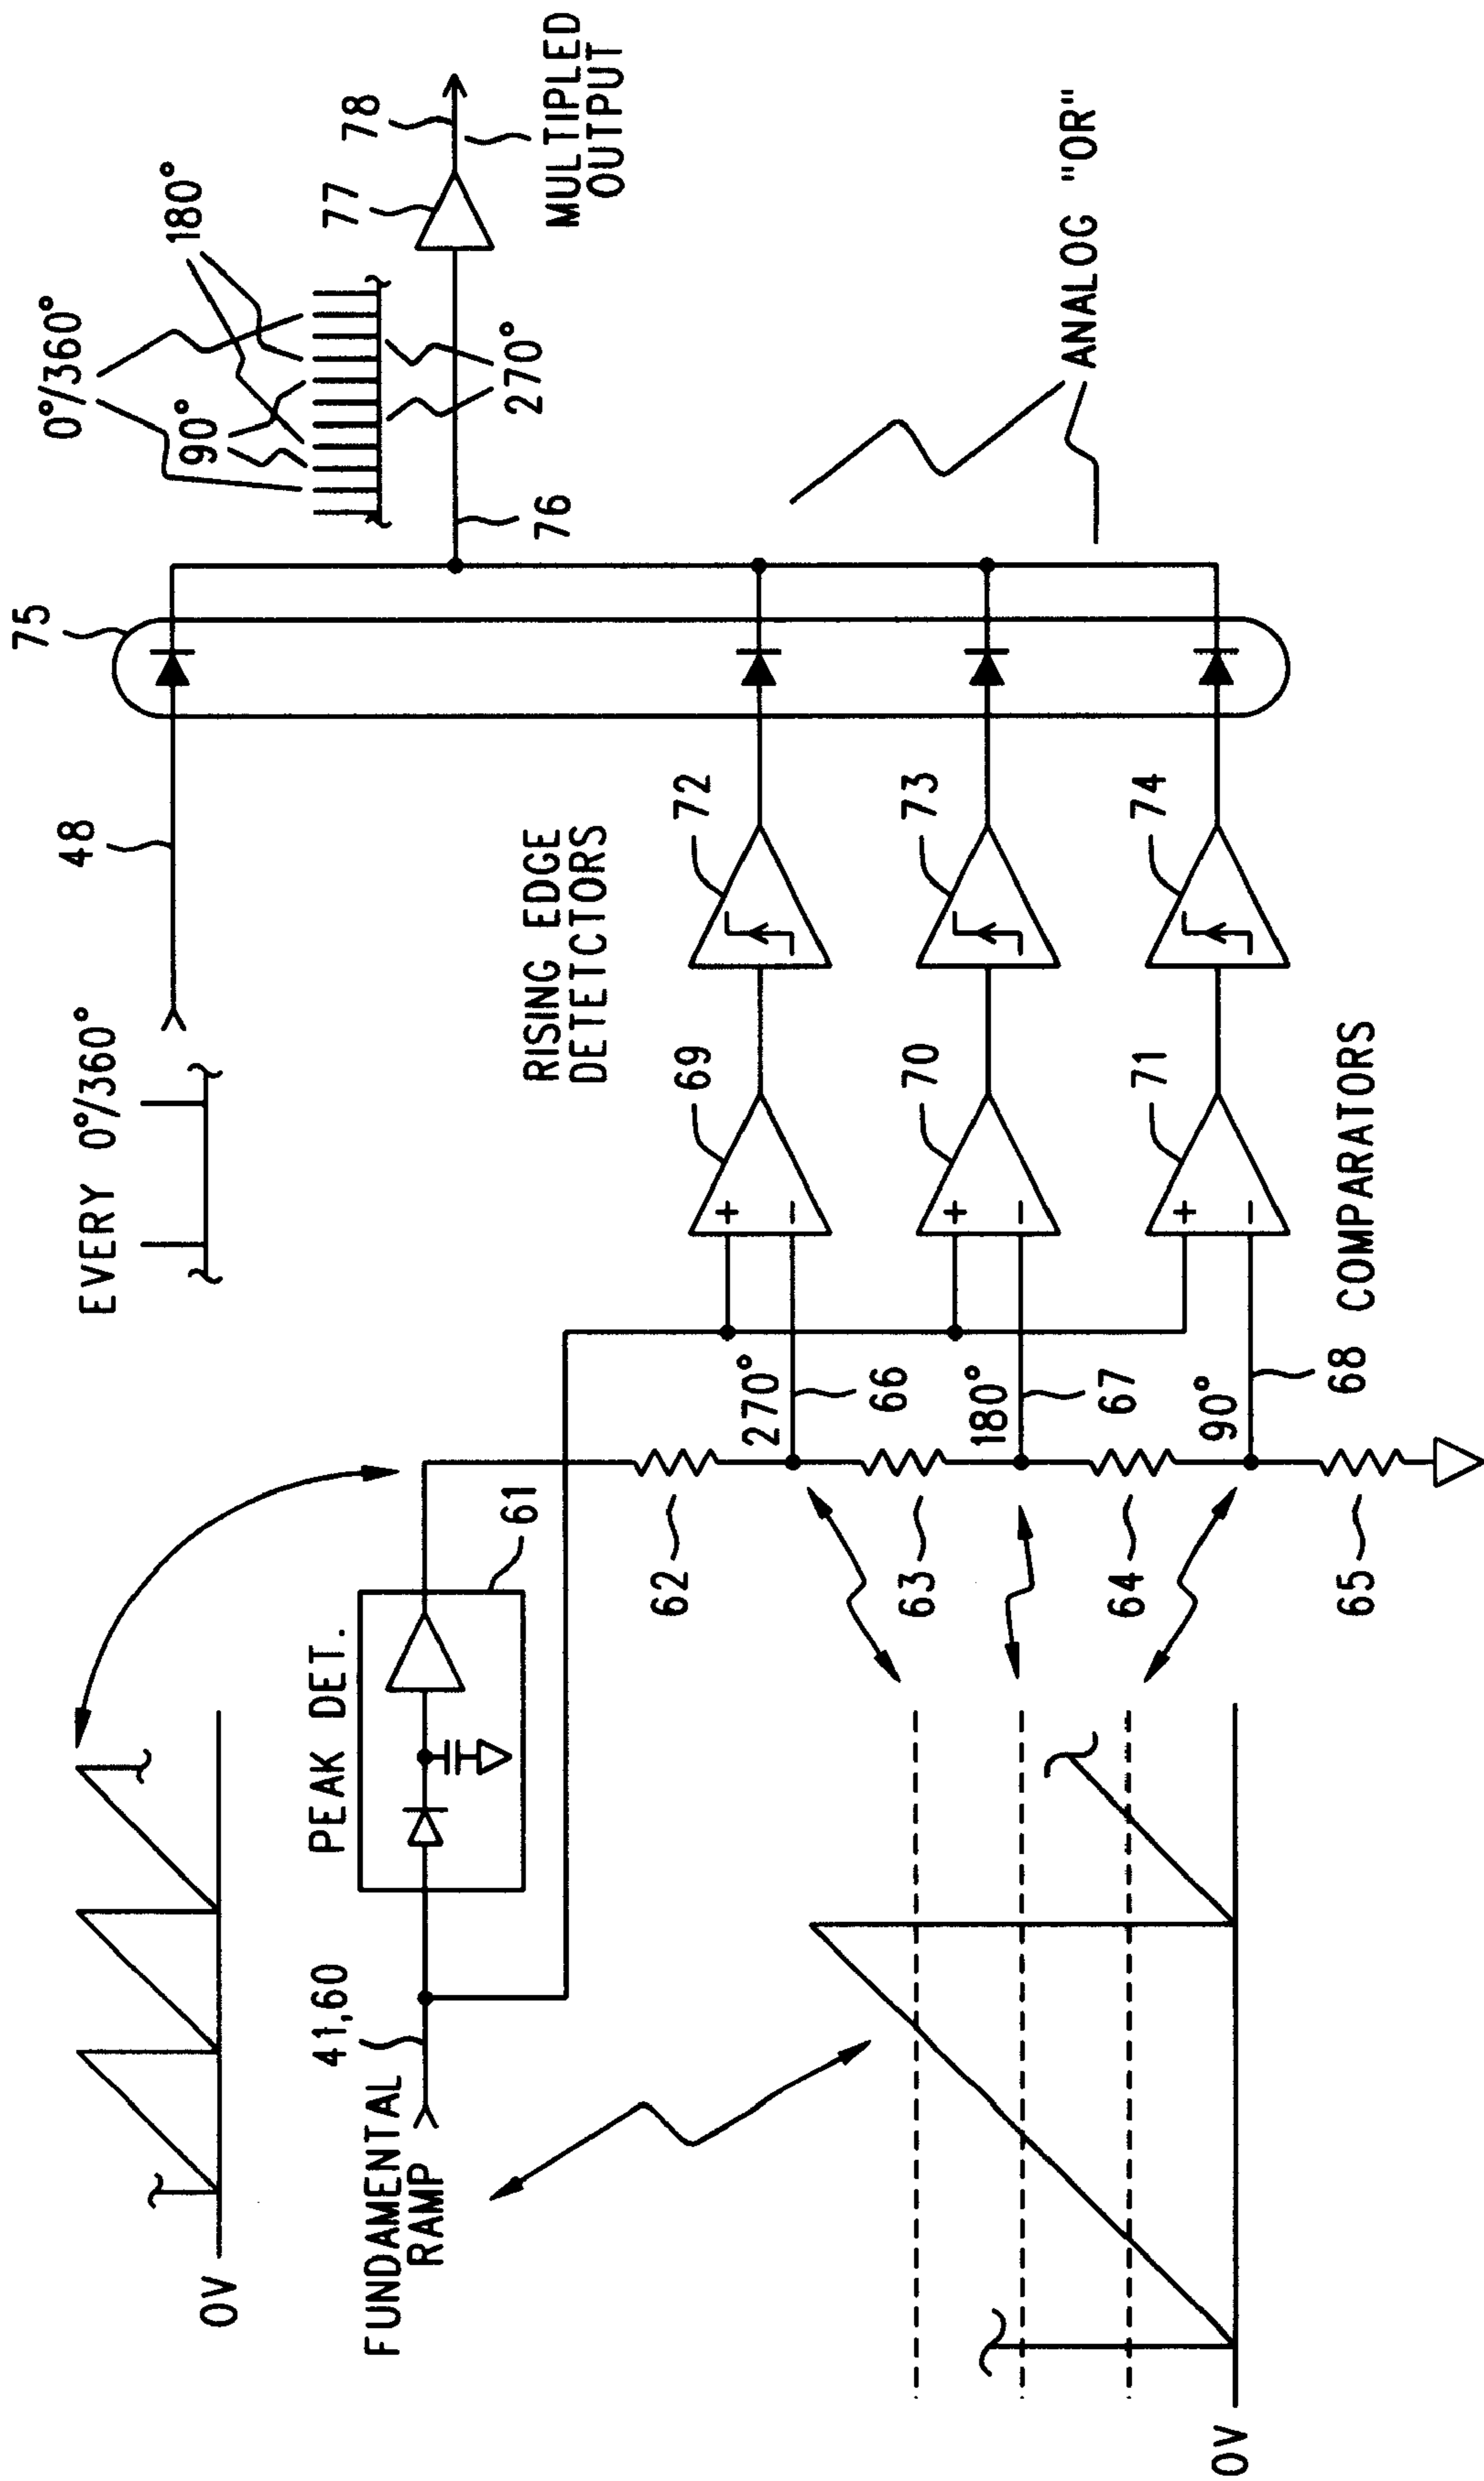 0V
FUNDAMENTAL
RAMP
41,60
PEAK DET.
61
EVERY 0°/360°
48
75
0°/360°
90°
180°
270°
76
77
78
MULTIPLED
OUTPUT
ANALOG "OR"
RISING EDGE
DETETCTORS
62
63
64
65
270°
66
180°
67
90°
68
69
70
71
72
73
74
+
−
+
−
+
−
COMPARATORS
0V